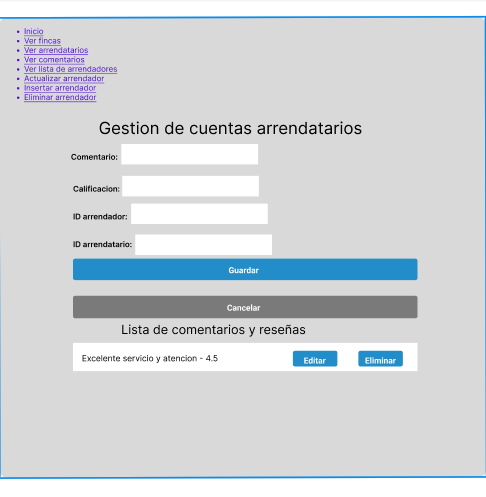 Inicio
Ver fincas
Ver arrendatarios
Ver comentarios
Ver lista de arrendadores
Actualizar arrendador
Insertar arrendador
Eliminar arrendador
Gestion de cuentas arrendatarios
Comentario:
Calificacion:
ID arrendador:
ID arrendatario:
Guardar
Cancelar
Lista de comentarios y reseñas
Excelente servicio y atencion - 4.5 Editar Eliminar